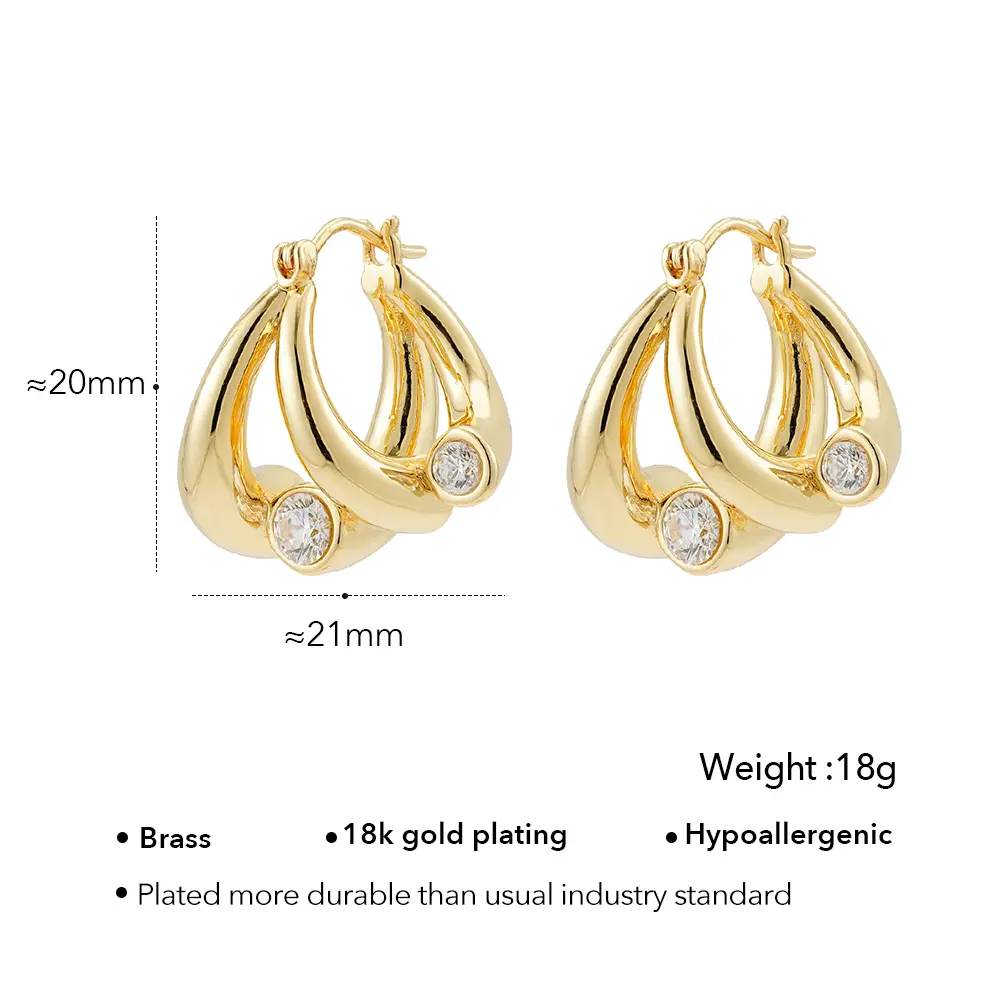 ≈20mm
≈21mm
Weight :18g
• Brass • 18k gold plating • Hypoallergenic
• Plated more durable than usual industry standard